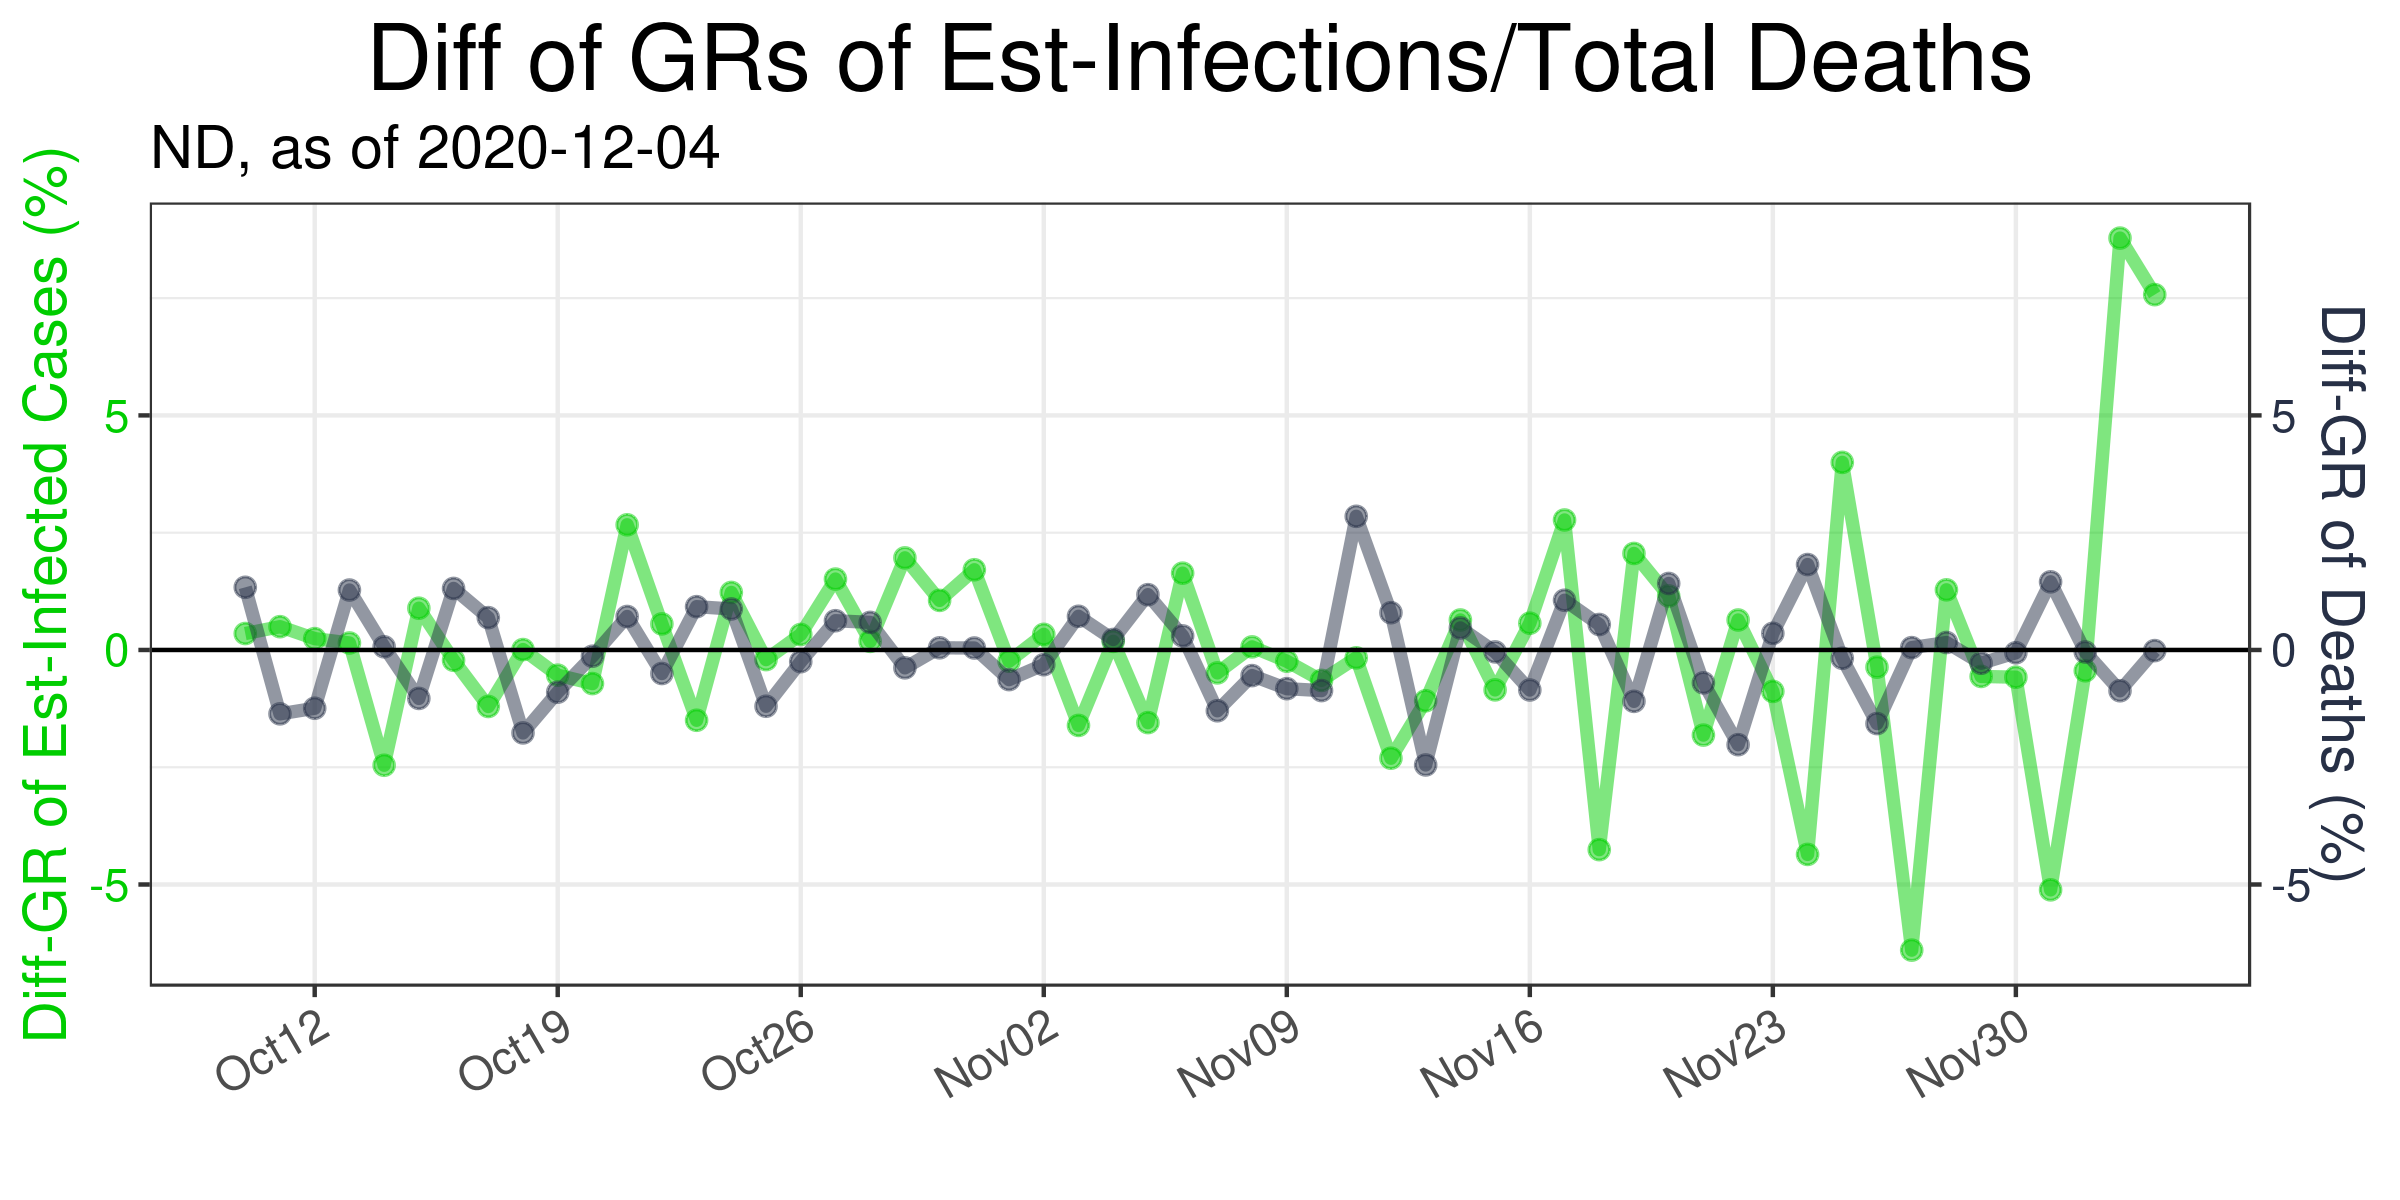 Diff of GRs of Est-Infections/Total Deaths
ND, as of 2020-12-04
Diff-GR of Est-Infected Cases (%)
5
0
-5
5
0
-5
Diff-GR of Deaths (%)
Oct12
Oct19
Oct26
Nov02
Nov09
Nov16
Nov23
Nov30